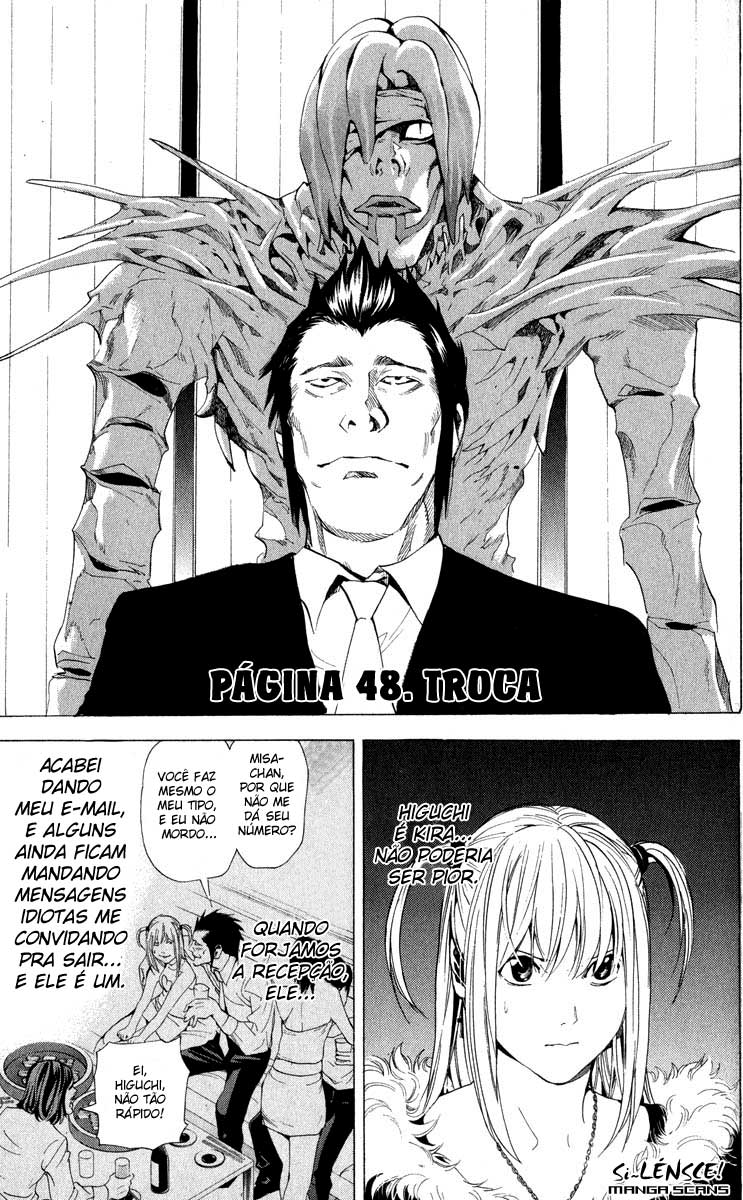 PÁGINA 48. TROCA
HIGUCHI
É KIRA...
NÃO PODERIA
SER PIOR.
MISA-
CHAN,
POR QUE
NÃO ME
DÁ SEU
NÚMERO?
VOCÊ FAZ
MESMO O
MEU TIPO,
E EU NÃO
MORDO...
QUANDO
FORJAMOS
A RECEPÇÃO,
ELE...
EI,
HIGUCHI,
NÃO TÃO
RÁPIDO!
ACABEI
DANDO
MEU E-MAIL,
E ALGUNS
AINDA FICAM
MANDANDO
MENSAGENS
IDIOTAS ME
CONVIDANDO
PRA SAIR...
E ELE É UM.
Si-LÉNSCE!
MANGA SCANS